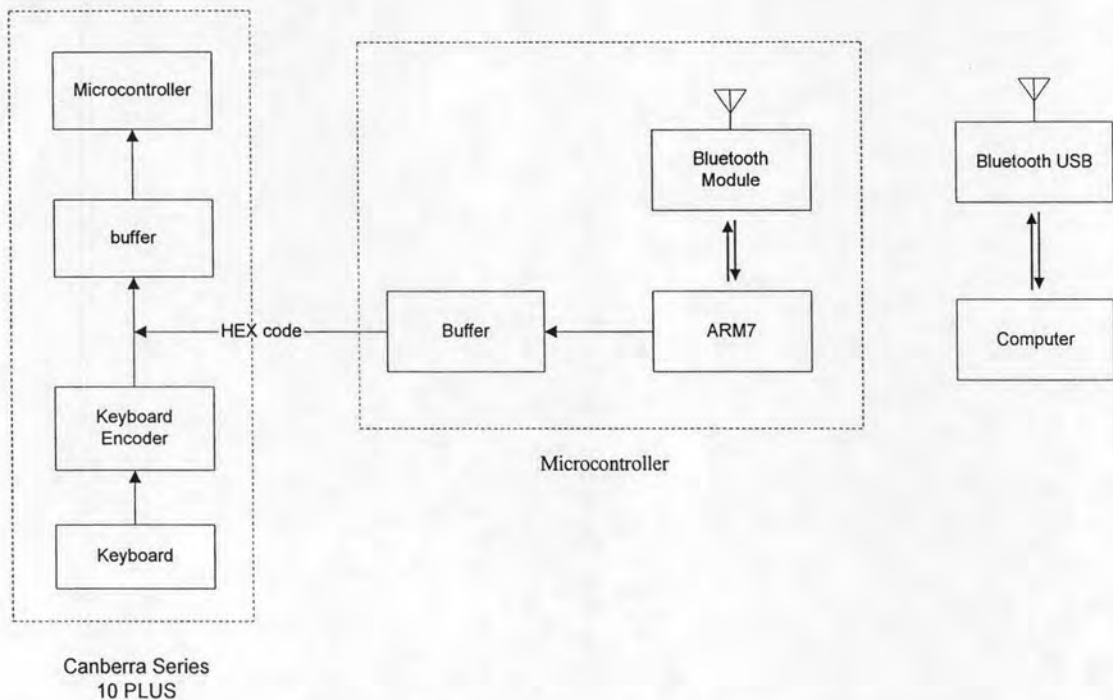 Microcontroller
buffer
HEX code
Keyboard
Encoder
Keyboard
Canberra Series
10 PLUS
Bluetooth
Module
Buffer
ARM7
Microcontroller
Bluetooth USB
Computer